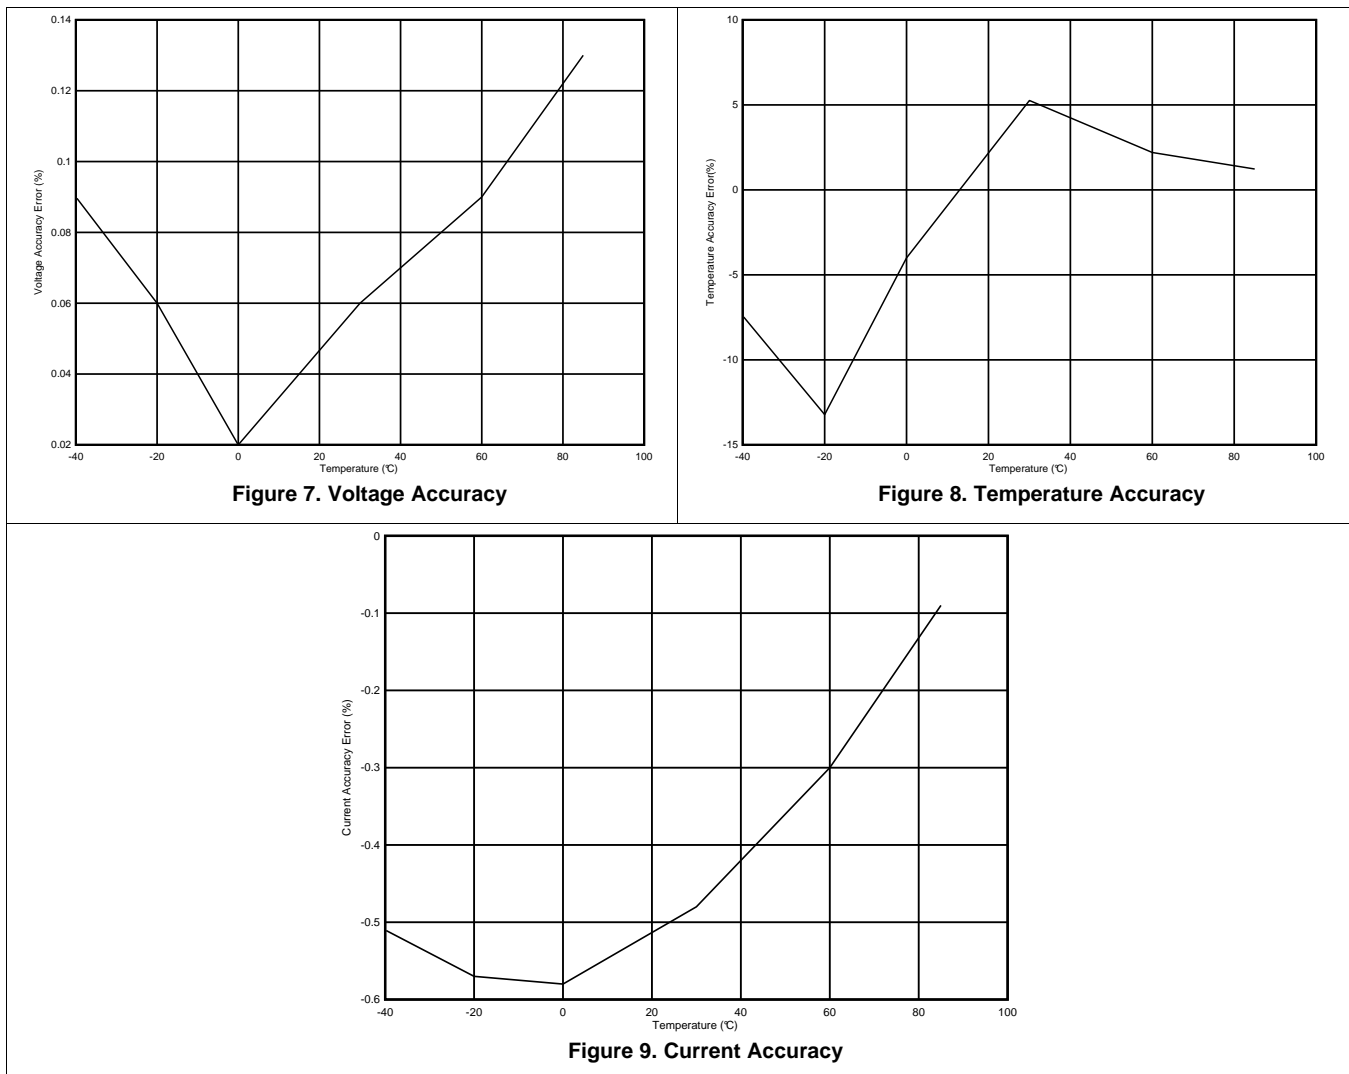 0.14
0.12
0.1
0.08
0.06
0.04
0.02
Voltage Accuracy Error (%)
-40 -20 0 20 40 60 80 100
Temperature (°C)
Figure 7. Voltage Accuracy
10
5
0
-5
-10
-15
Temperature Accuracy Error(%)
-40 -20 0 20 40 60 80 100
Temperature (°C)
Figure 8. Temperature Accuracy
0
-0.1
-0.2
-0.3
-0.4
-0.5
-0.6
Current Accuracy Error (%)
-40 -20 0 20 40 60 80 100
Temperature (°C)
Figure 9. Current Accuracy